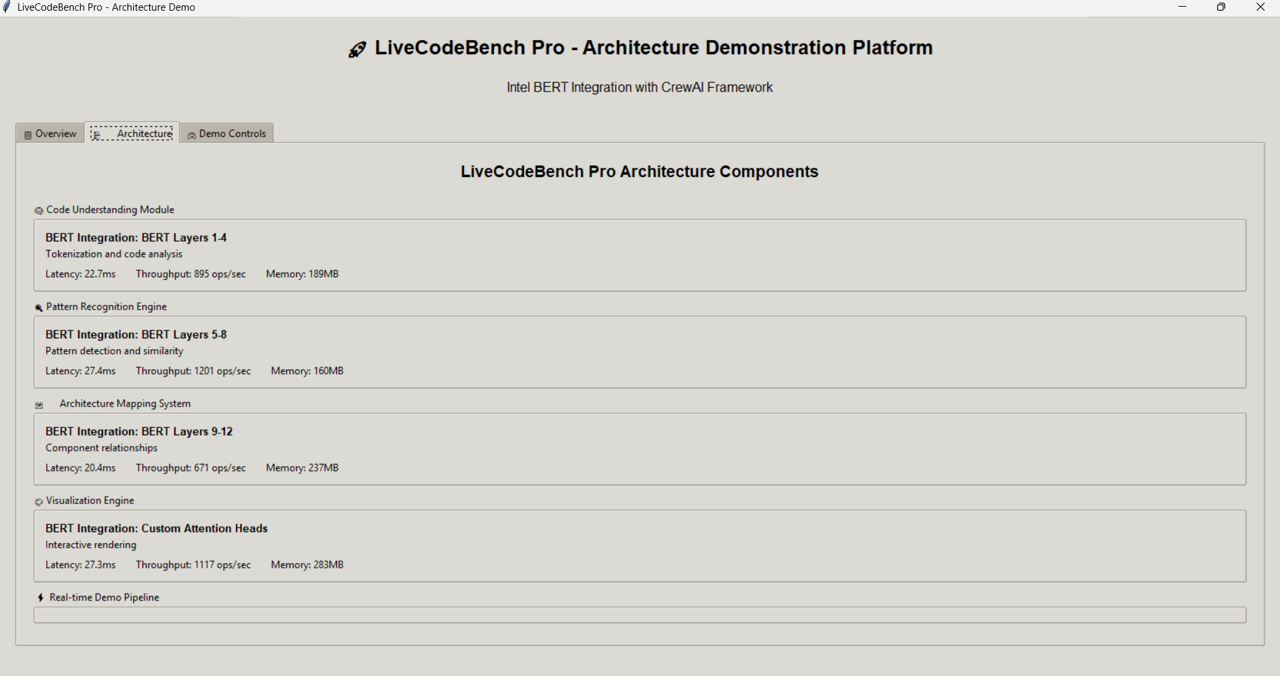 LiveCodeBench Pro - Architecture Demo
LiveCodeBench Pro - Architecture Demonstration Platform
Intel BERT Integration with CrewAI Framework
Overview Architecture Demo Controls
LiveCodeBench Pro Architecture Components
Code Understanding Module
BERT Integration: BERT Layers 1-4
Tokenization and code analysis
Latency: 22.7ms Throughput: 895 ops/sec Memory: 189MB
Pattern Recognition Engine
BERT Integration: BERT Layers 5-8
Pattern detection and similarity
Latency: 27.4ms Throughput: 1201 ops/sec Memory: 160MB
Architecture Mapping System
BERT Integration: BERT Layers 9-12
Component relationships
Latency: 20.4ms Throughput: 671 ops/sec Memory: 237MB
Visualization Engine
BERT Integration: Custom Attention Heads
Interactive rendering
Latency: 27.3ms Throughput: 1117 ops/sec Memory: 283MB
Real-time Demo Pipeline